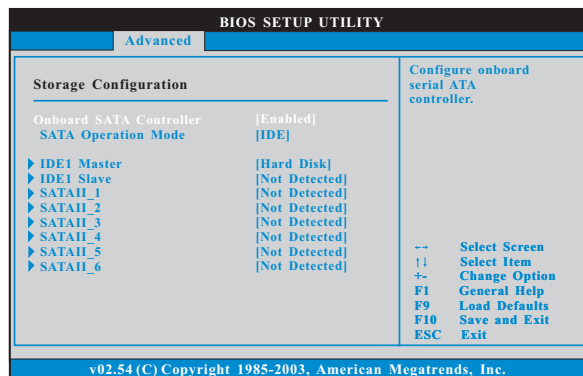 BIOS SETUP UTILITY
Advanced
Storage Configuration
Onboard SATA Controller [Enabled]
SATA Operation Mode [IDE]
IDE1 Master [Hard Disk]
IDE1 Slave [Not Detected]
SATAII_1 [Not Detected]
SATAII_2 [Not Detected]
SATAII_3 [Not Detected]
SATAII_4 [Not Detected]
SATAII_5 [Not Detected]
SATAII_6 [Not Detected]
Configure onboard
serial ATA
controller.
←→ Select Screen
↑↓ Select Item
+- Change Option
F1 General Help
F9 Load Defaults
F10 Save and Exit
ESC Exit
v02.54 (C) Copyright 1985-2003, American Megatrends, Inc.